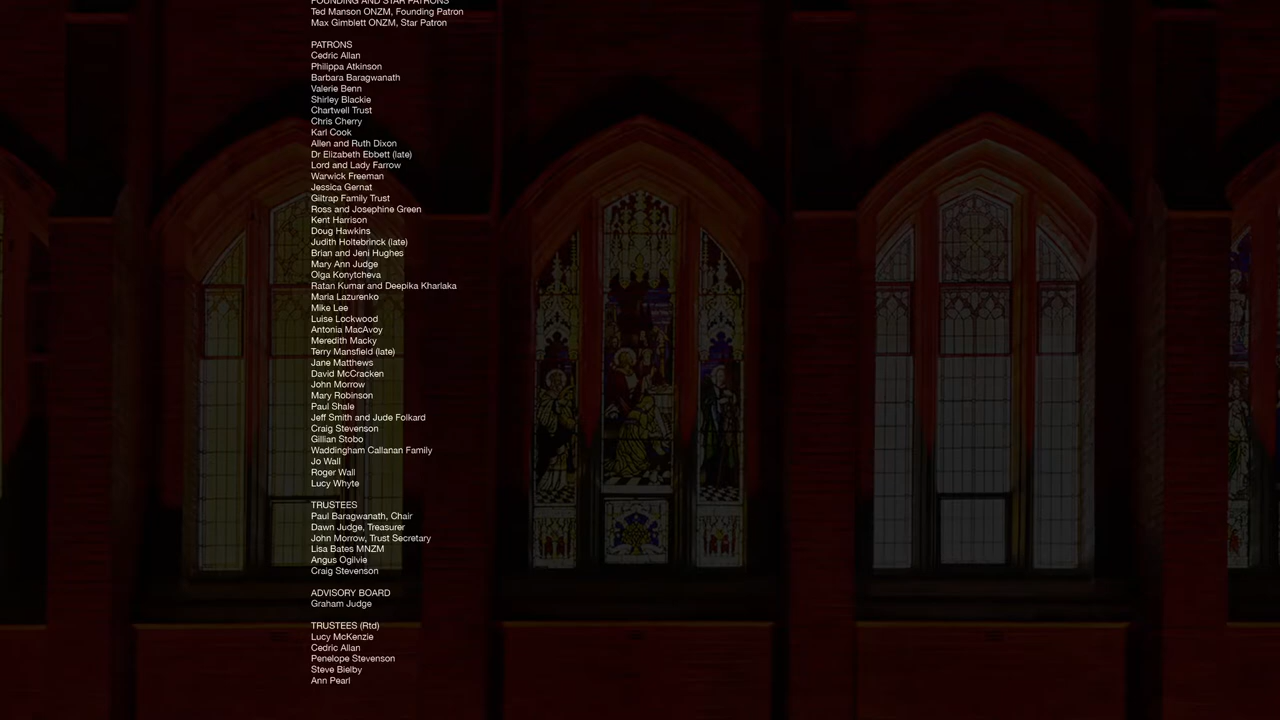 FOUNDING AND STAR PATRONS
Ted Manson ONZM, Founding Patron
Max Gimblett ONZM, Star Patron
PATRONS
Cedric Allan
Philippa Atkinson
Barbara Baragwanath
Valerie Benn
Shirley Blackie
Chartwell Trust
Chris Cherry
Karl Cook
Allen and Ruth Dixon
Dr Elizabeth Ebbett (late)
Lord and Lady Farrow
Warwick Freeman
Jessica Gernat
Giltrap Family Trust
Ross and Josephine Green
Kent Harrison
Doug Hawkins
Judith Holtebrinck (late)
Brian and Jeni Hughes
Mary Ann Judge
Olga Konytcheva
Ratan Kumar and Deepika Kharlaka
Maria Lazurenko
Mike Lee
Luise Lockwood
Antonia MacAvoy
Meredith Macky
Terry Mansfield (late)
Jane Matthews
David McCracken
John Morrow
Mary Robinson
Paul Shale
Jeff Smith and Jude Folkard
Craig Stevenson
Gillian Stobo
Waddingham Callanan Family
Jo Wall
Roger Wall
Lucy Whyte
TRUSTEES
Paul Baragwanath, Chair
Dawn Judge, Treasurer
John Morrow, Trust Secretary
Lisa Bates MNZM
Angus Ogilvie
Craig Stevenson
ADVISORY BOARD
Graham Judge
TRUSTEES (Rtd)
Lucy McKenzie
Cedric Allan
Penelope Stevenson
Steve Bielby
Ann Pearl